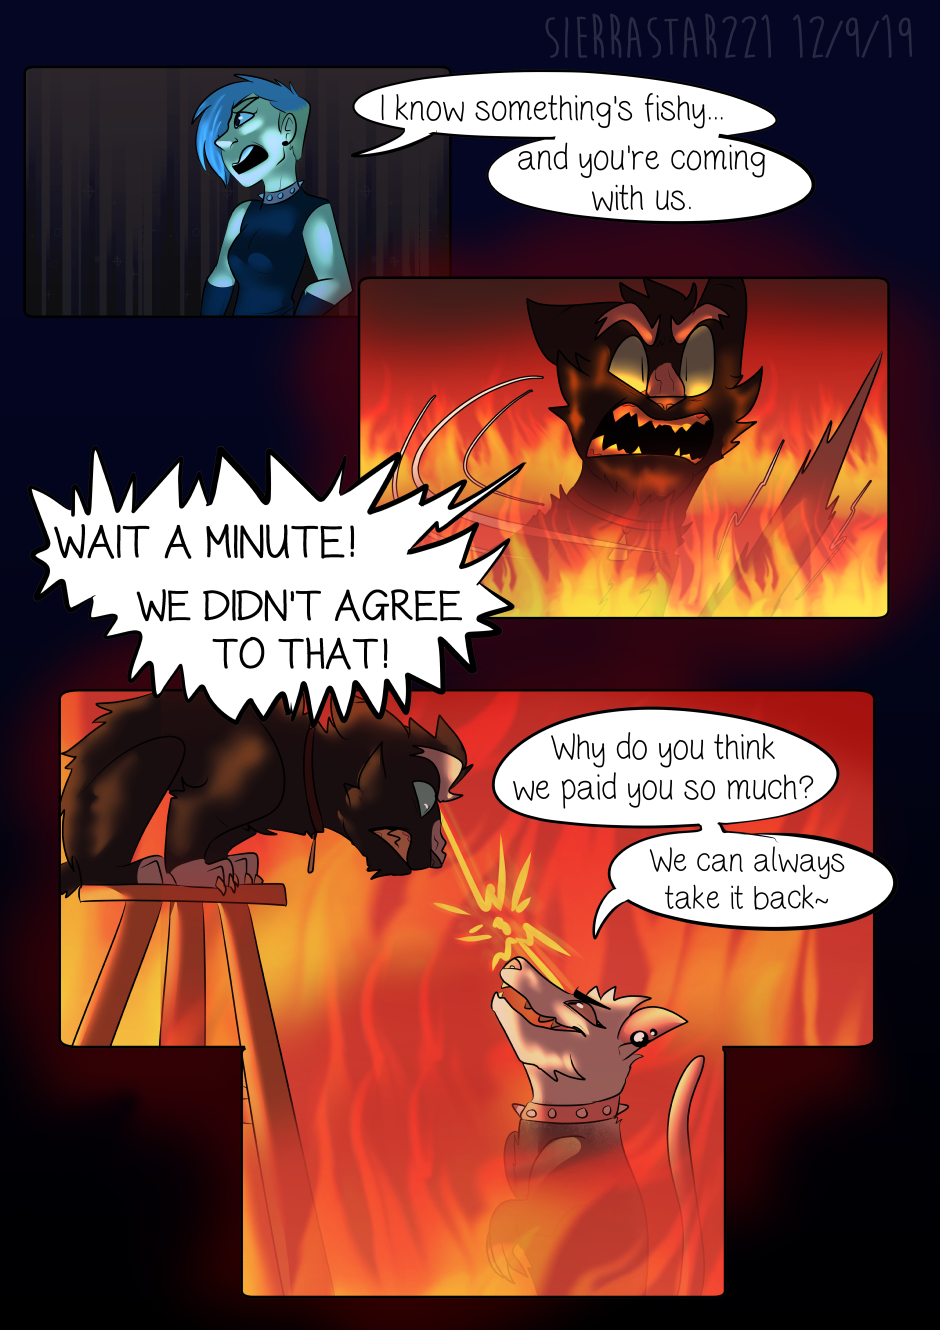 SIERRASTAR221 12/9/19
I know something's fishy...
and you're coming
with us.
WAIT A MINUTE!
WE DIDN'T AGREE
TO THAT!
Why do you think
we paid you so much?
We can always
take it back~